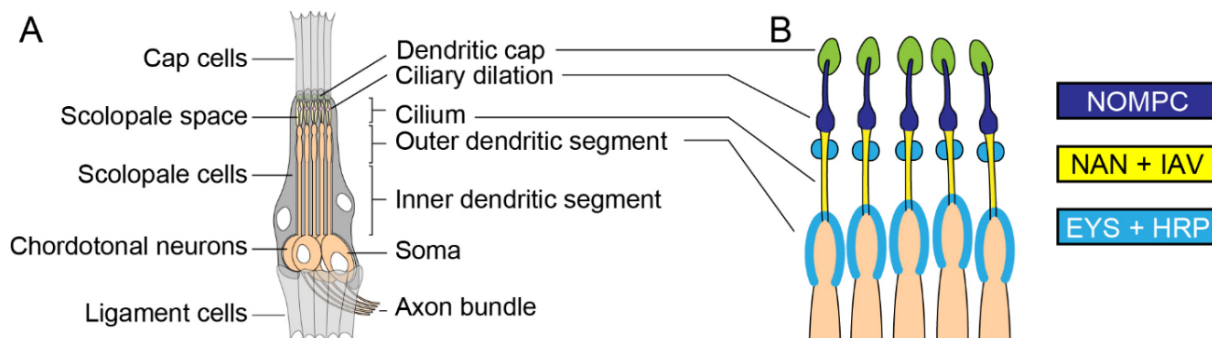 A
Cap cells
Scolopale space
Scolopale cells
Chordotonal neurons
Ligament cells
Dendritic cap
Ciliary dilation
Cilium
Outer dendritic segment
Inner dendritic segment
Soma
Axon bundle
B
NOMPC
NAN + IAV
EYS + HRP